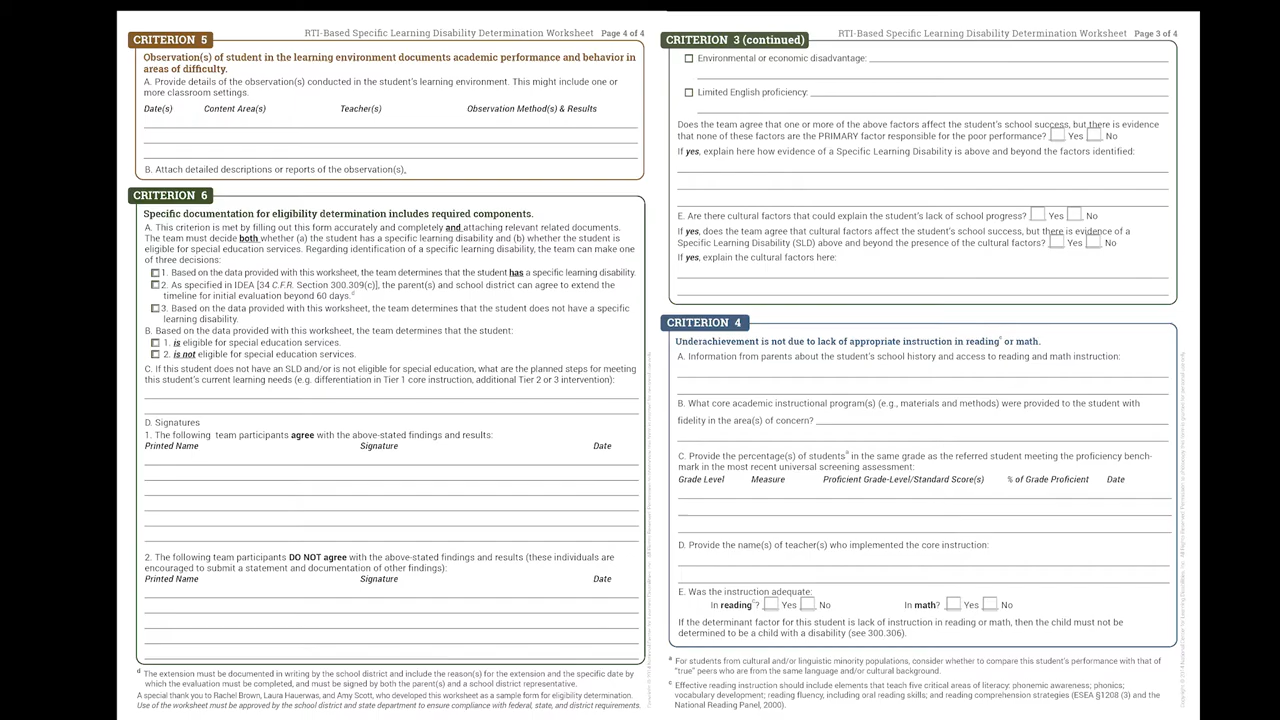 RTI-Based Specific Learning Disability Determination Worksheet Page 4 of 4
CRITERION 5
Observation(s) of student in the learning environment documents academic performance and behavior in
areas of difficulty.
A. Provide details of the observation(s) conducted in the student's learning environment. This might include one or
more classroom settings.
Date(s) Content Area(s) Teacher(s) Observation Method(s) & Results
B. Attach detailed descriptions or reports of the observation(s).
CRITERION 6
Specific documentation for eligibility determination includes required components.
A. This criterion is met by filling out this form accurately and completely and attaching relevant related documents.
The team must decide both whether (a) the student has a specific learning disability and (b) whether the student is
eligible for special education services. Regarding identification of a specific learning disability, the team can make one
of three decisions:
1. Based on the data provided with this worksheet, the team determines that the student has a specific learning disability.
2. As specified in IDEA [34 C.F.R. Section 300.309(c)], the parent(s) and school district can agree to extend the
timeline for initial evaluation beyond 60 days.d
3. Based on the data provided with this worksheet, the team determines that the student does not have a specific
learning disability.
B. Based on the data provided with this worksheet, the team determines that the student:
1. is eligible for special education services.
2. is not eligible for special education services.
C. If this student does not have an SLD and/or is not eligible for special education, what are the planned steps for meeting
this student's current learning needs (e.g. differentiation in Tier 1 core instruction, additional Tier 2 or 3 intervention):
D. Signatures
1. The following team participants agree with the above-stated findings and results:
Printed Name Signature Date
2. The following team participants DO NOT agree with the above-stated findings and results (these individuals are
encouraged to submit a statement and documentation of other findings):
Printed Name Signature Date
d The extension must be documented in writing by the school district and include the reason(s) for the extension and the specific date by
which the evaluation must be completed, and must be signed by both the parent(s) and a school district representative.
A special thank you to Rachel Brown, Laura Hauerwas, and Amy Scott, who developed this worksheet as a sample form for eligibility determination.
Use of the worksheet must be approved by the school district and state department to ensure compliance with federal, state, and district requirements.
RTI-Based Specific Learning Disability Determination Worksheet Page 3 of 4
CRITERION 3 (continued)
Environmental or economic disadvantage:
Limited English proficiency:
Does the team agree that one or more of the above factors affect the student's school success, but there is evidence
that none of these factors are the PRIMARY factor responsible for the poor performance? Yes No
If yes, explain here how evidence of a Specific Learning Disability is above and beyond the factors identified:
E. Are there cultural factors that could explain the student's lack of school progress? Yes No
If yes, does the team agree that cultural factors affect the student's school success, but there is evidence of a
Specific Learning Disability (SLD) above and beyond the presence of the cultural factors? Yes No
If yes, explain the cultural factors here:
CRITERION 4
Underachievement is not due to lack of appropriate instruction in readingc or math.
A. Information from parents about the student's school history and access to reading and math instruction:
B. What core academic instructional program(s) (e.g., materials and methods) were provided to the student with
fidelity in the area(s) of concern?
C. Provide the percentage(s) of studentsa in the same grade as the referred student meeting the proficiency bench-
mark in the most recent universal screening assessment:
Grade Level Measure Proficient Grade-Level/Standard Score(s) % of Grade Proficient Date
D. Provide the name(s) of teacher(s) who implemented the core instruction:
E. Was the instruction adequate:
In readingc? Yes No In math? Yes No
If the determinant factor for this student is lack of instruction in reading or math, then the child must not be
determined to be a child with a disability (see 300.306).
a For students from cultural and/or linguistic minority populations, consider whether to compare this student's performance with that of
"true" peers who are from the same language and/or cultural background.
c Effective reading instruction should include elements that teach five critical areas of literacy: phonemic awareness; phonics;
vocabulary development; reading fluency, including oral reading skills; and reading comprehension strategies (ESEA §1208 (3) and the
National Reading Panel, 2000).